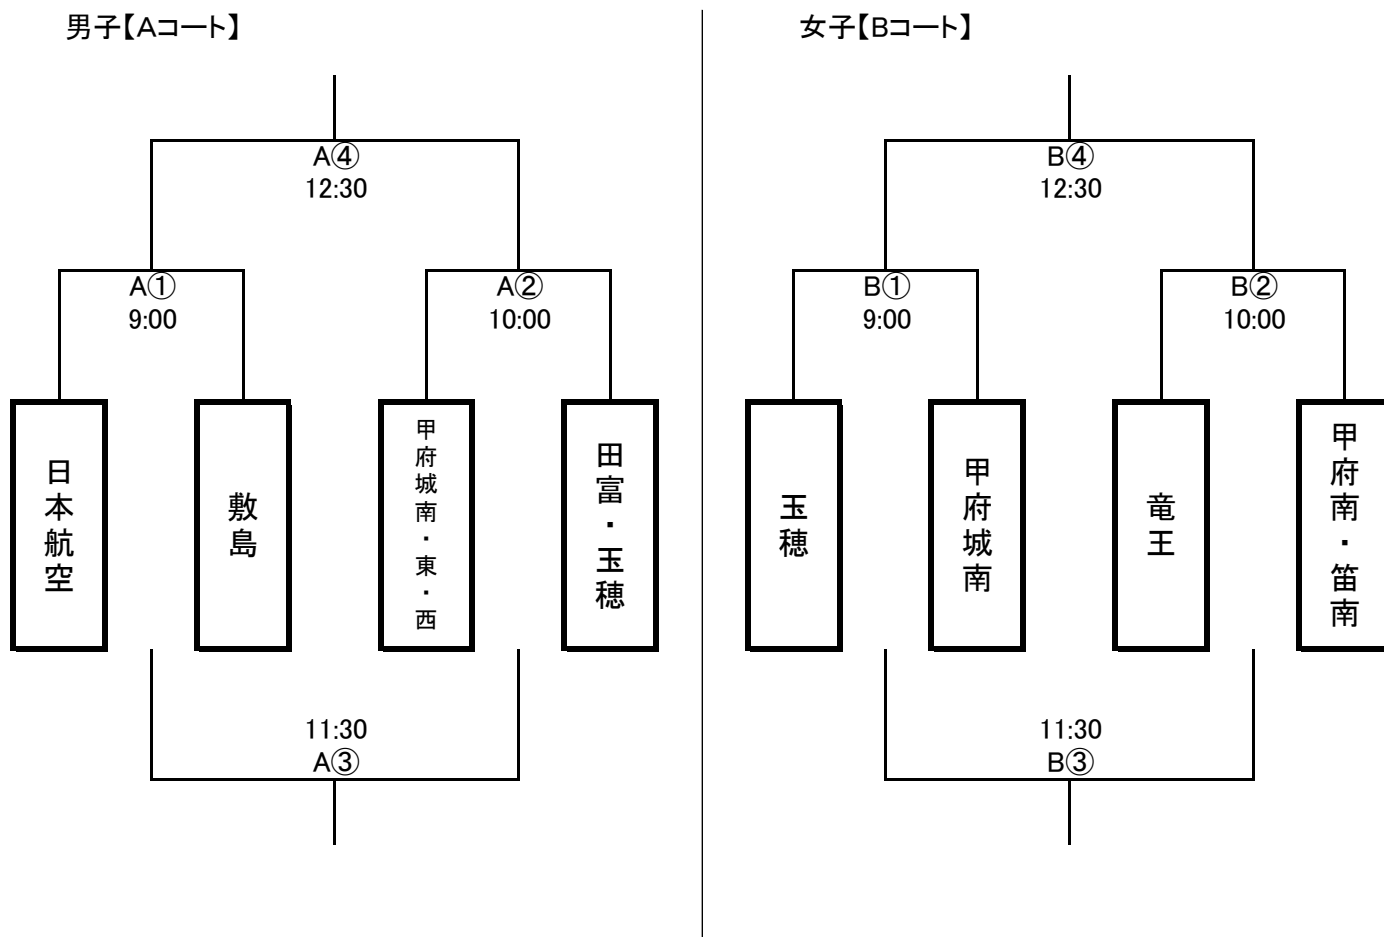 男子【Aコート】
A④
12:30
A①
9:00
A②
10:00
日本航空
敷島
甲府城南・東・西
田富・玉穂
11:30
A③
女子【Bコート】
B④
12:30
B①
9:00
B②
10:00
玉穂
甲府城南
竜王
甲府南・笛南
11:30
B③